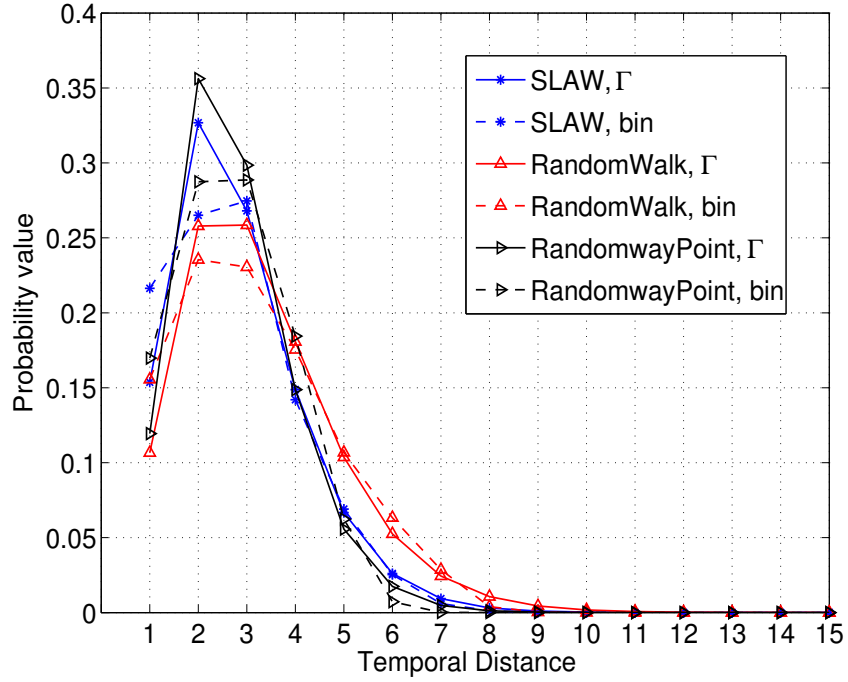 0.4
0.35
0.3
0.25
0.2
0.15
0.1
0.05
0
Probability value
SLAW, Γ
SLAW, bin
RandomWalk, Γ
RandomWalk, bin
RandomwayPoint, Γ
RandomwayPoint, bin
1 2 3 4 5 6 7 8 9 10 11 12 13 14 15
Temporal Distance